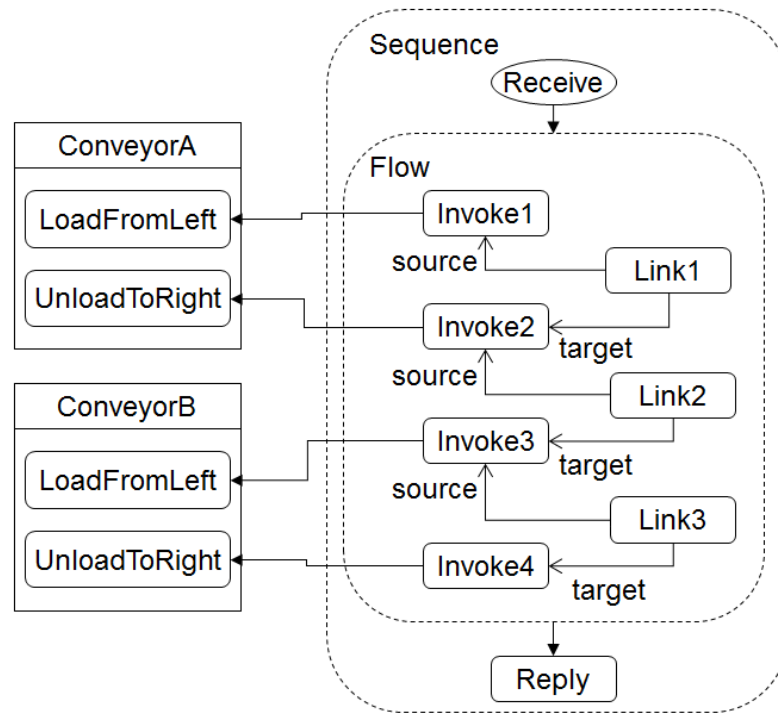 Sequence
Receive
ConveyorA
LoadFromLeft
UnloadToRight
ConveyorB
LoadFromLeft
UnloadToRight
Flow
Invoke1
source
Link1
Invoke2
target
source
Link2
Invoke3
target
source
Link3
Invoke4
target
Reply